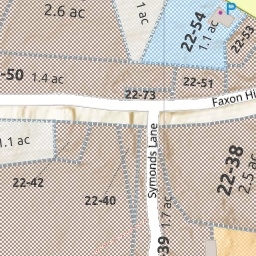 2.6 ac
1 ac
22-54
1.1 ac
P
22-53
-50 1.4 ac
22-51
22-73
Faxon Hi
1.1 ac
Symonds Lane
22-38
2.5 ac
22-42
22-40
1.7 ac
-39